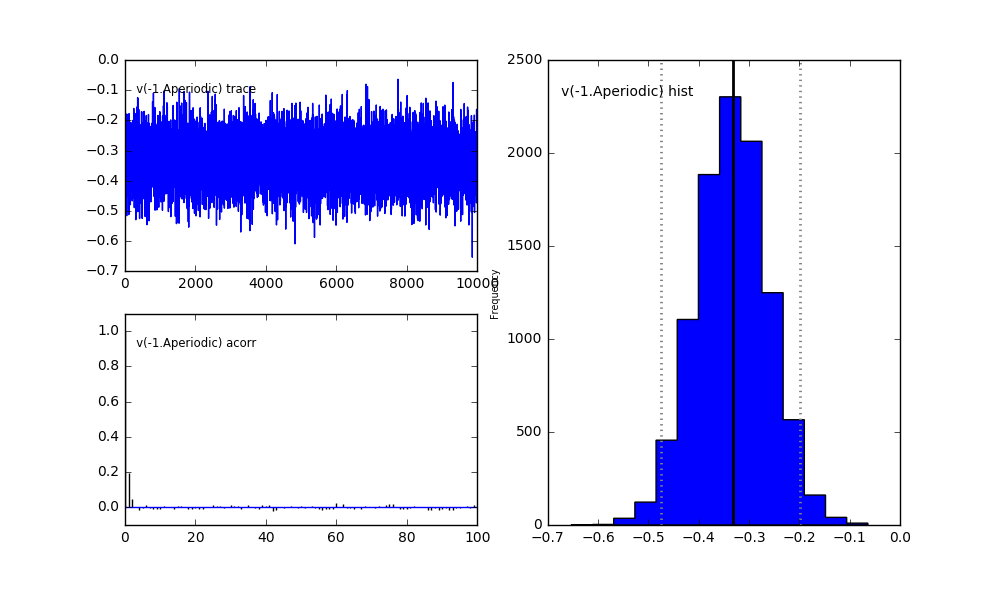 0.0
−0.1
−0.2
−0.3
−0.4
−0.5
−0.6
−0.7
v(-1.Aperiodic) trace
0 2000 4000 6000 8000 10000
1.0
0.8
0.6
0.4
0.2
0.0
v(-1.Aperiodic) acorr
0 20 40 60 80 100
Frequency
2500
2000
1500
1000
500
0
v(-1.Aperiodic) hist
−0.7 −0.6 −0.5 −0.4 −0.3 −0.2 −0.1 0.0